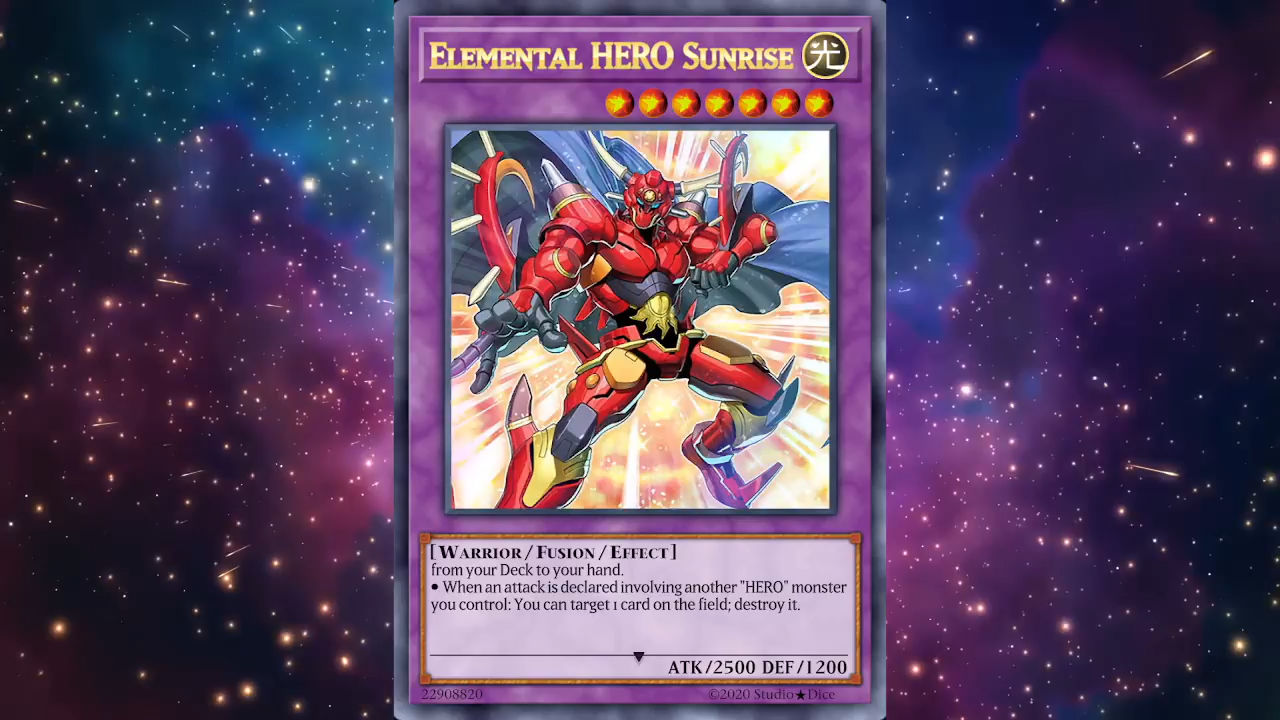 ELEMENTAL HERO SUNRISE 光
[WARRIOR/FUSION/EFFECT]
from your Deck to your hand.
● When an attack is declared involving another "HERO" monster
you control: You can target 1 card on the field; destroy it.
ATK/2500 DEF/1200
22908820 ©2020 Studio★Dice